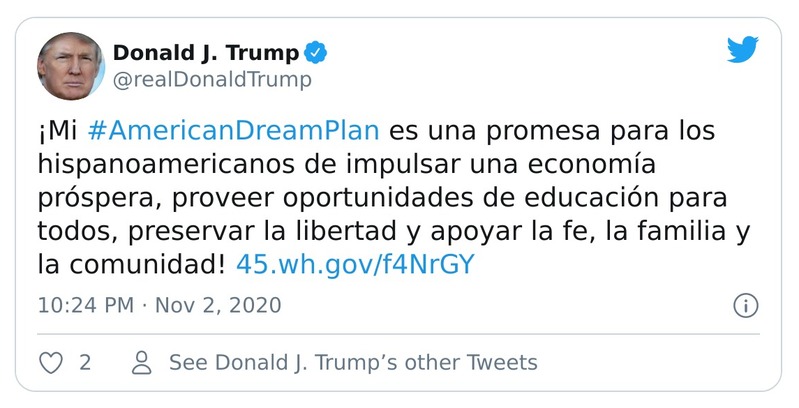 Donald J. Trump
@realDonaldTrump
¡Mi #AmericanDreamPlan es una promesa para los
hispanoamericanos de impulsar una economía
próspera, proveer oportunidades de educación para
todos, preservar la libertad y apoyar la fe, la familia y
la comunidad! 45.wh.gov/f4NrGY
10:24 PM · Nov 2, 2020
2 See Donald J. Trump’s other Tweets